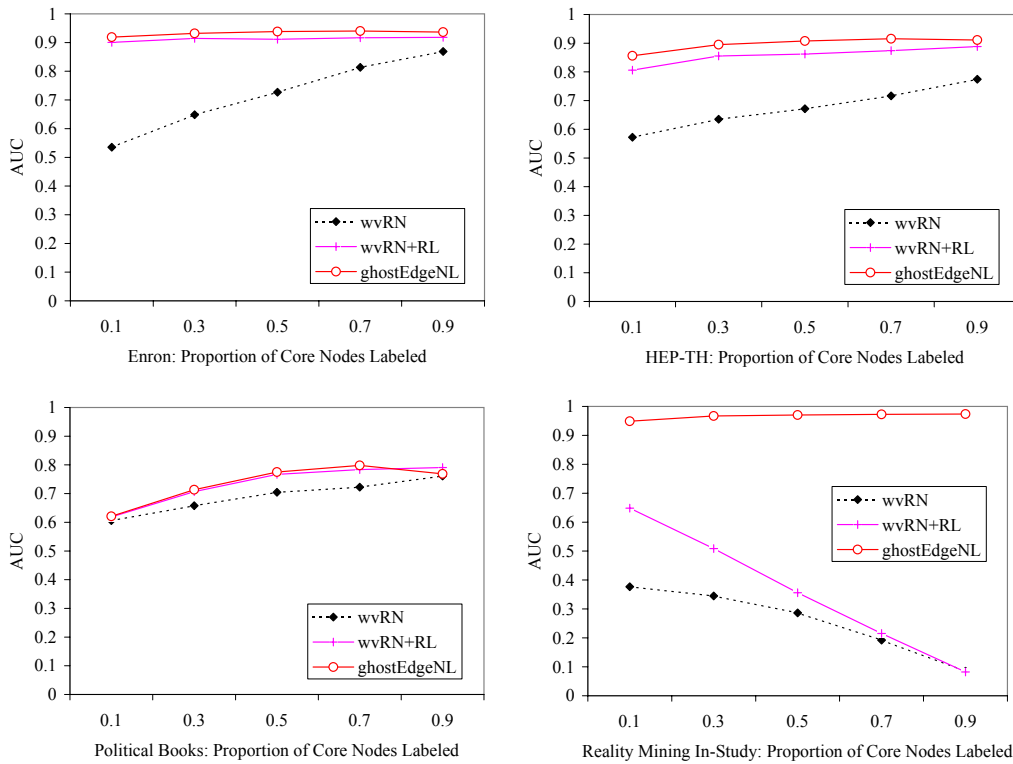 1
0.9
0.8
0.7
0.6
0.5
0.4
0.3
0.2
0.1
0
AUC
wvRN
wvRN+RL
ghostEdgeNL
0.1 0.3 0.5 0.7 0.9
Enron: Proportion of Core Nodes Labeled
1
0.9
0.8
0.7
0.6
0.5
0.4
0.3
0.2
0.1
0
AUC
wvRN
wvRN+RL
ghostEdgeNL
0.1 0.3 0.5 0.7 0.9
HEP-TH: Proportion of Core Nodes Labeled
1
0.9
0.8
0.7
0.6
0.5
0.4
0.3
0.2
0.1
0
AUC
wvRN
wvRN+RL
ghostEdgeNL
0.1 0.3 0.5 0.7 0.9
Political Books: Proportion of Core Nodes Labeled
1
0.9
0.8
0.7
0.6
0.5
0.4
0.3
0.2
0.1
0
AUC
wvRN
wvRN+RL
ghostEdgeNL
0.1 0.3 0.5 0.7 0.9
Reality Mining In-Study: Proportion of Core Nodes Labeled